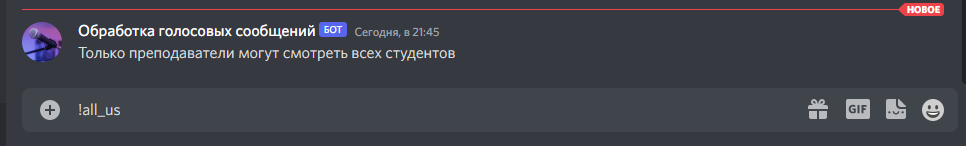 НОВОЕ
Обработка голосовых сообщений БОТ Сегодня, в 21:45
Только преподаватели могут смотреть всех студентов
!all_us GIF